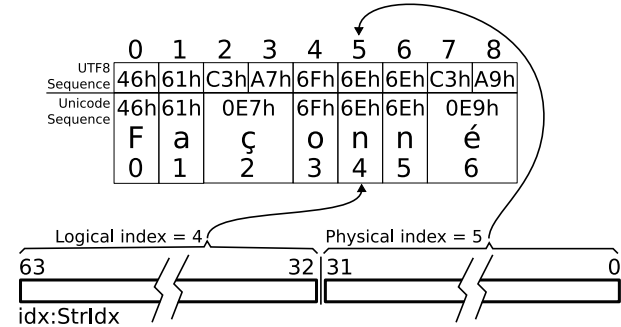 0 1 2 3 4 5 6 7 8
UTF8 Sequence 46h 61h C3h A7h 6Fh 6Eh 6Eh C3h A9h
Unicode Sequence 46h 61h 0E7h 6Fh 6Eh 6Eh 0E9h
F a ç o n n é
0 1 2 3 4 5 6
Logical index = 4 Physical index = 5
63 32 31 0
idx:StrIdx